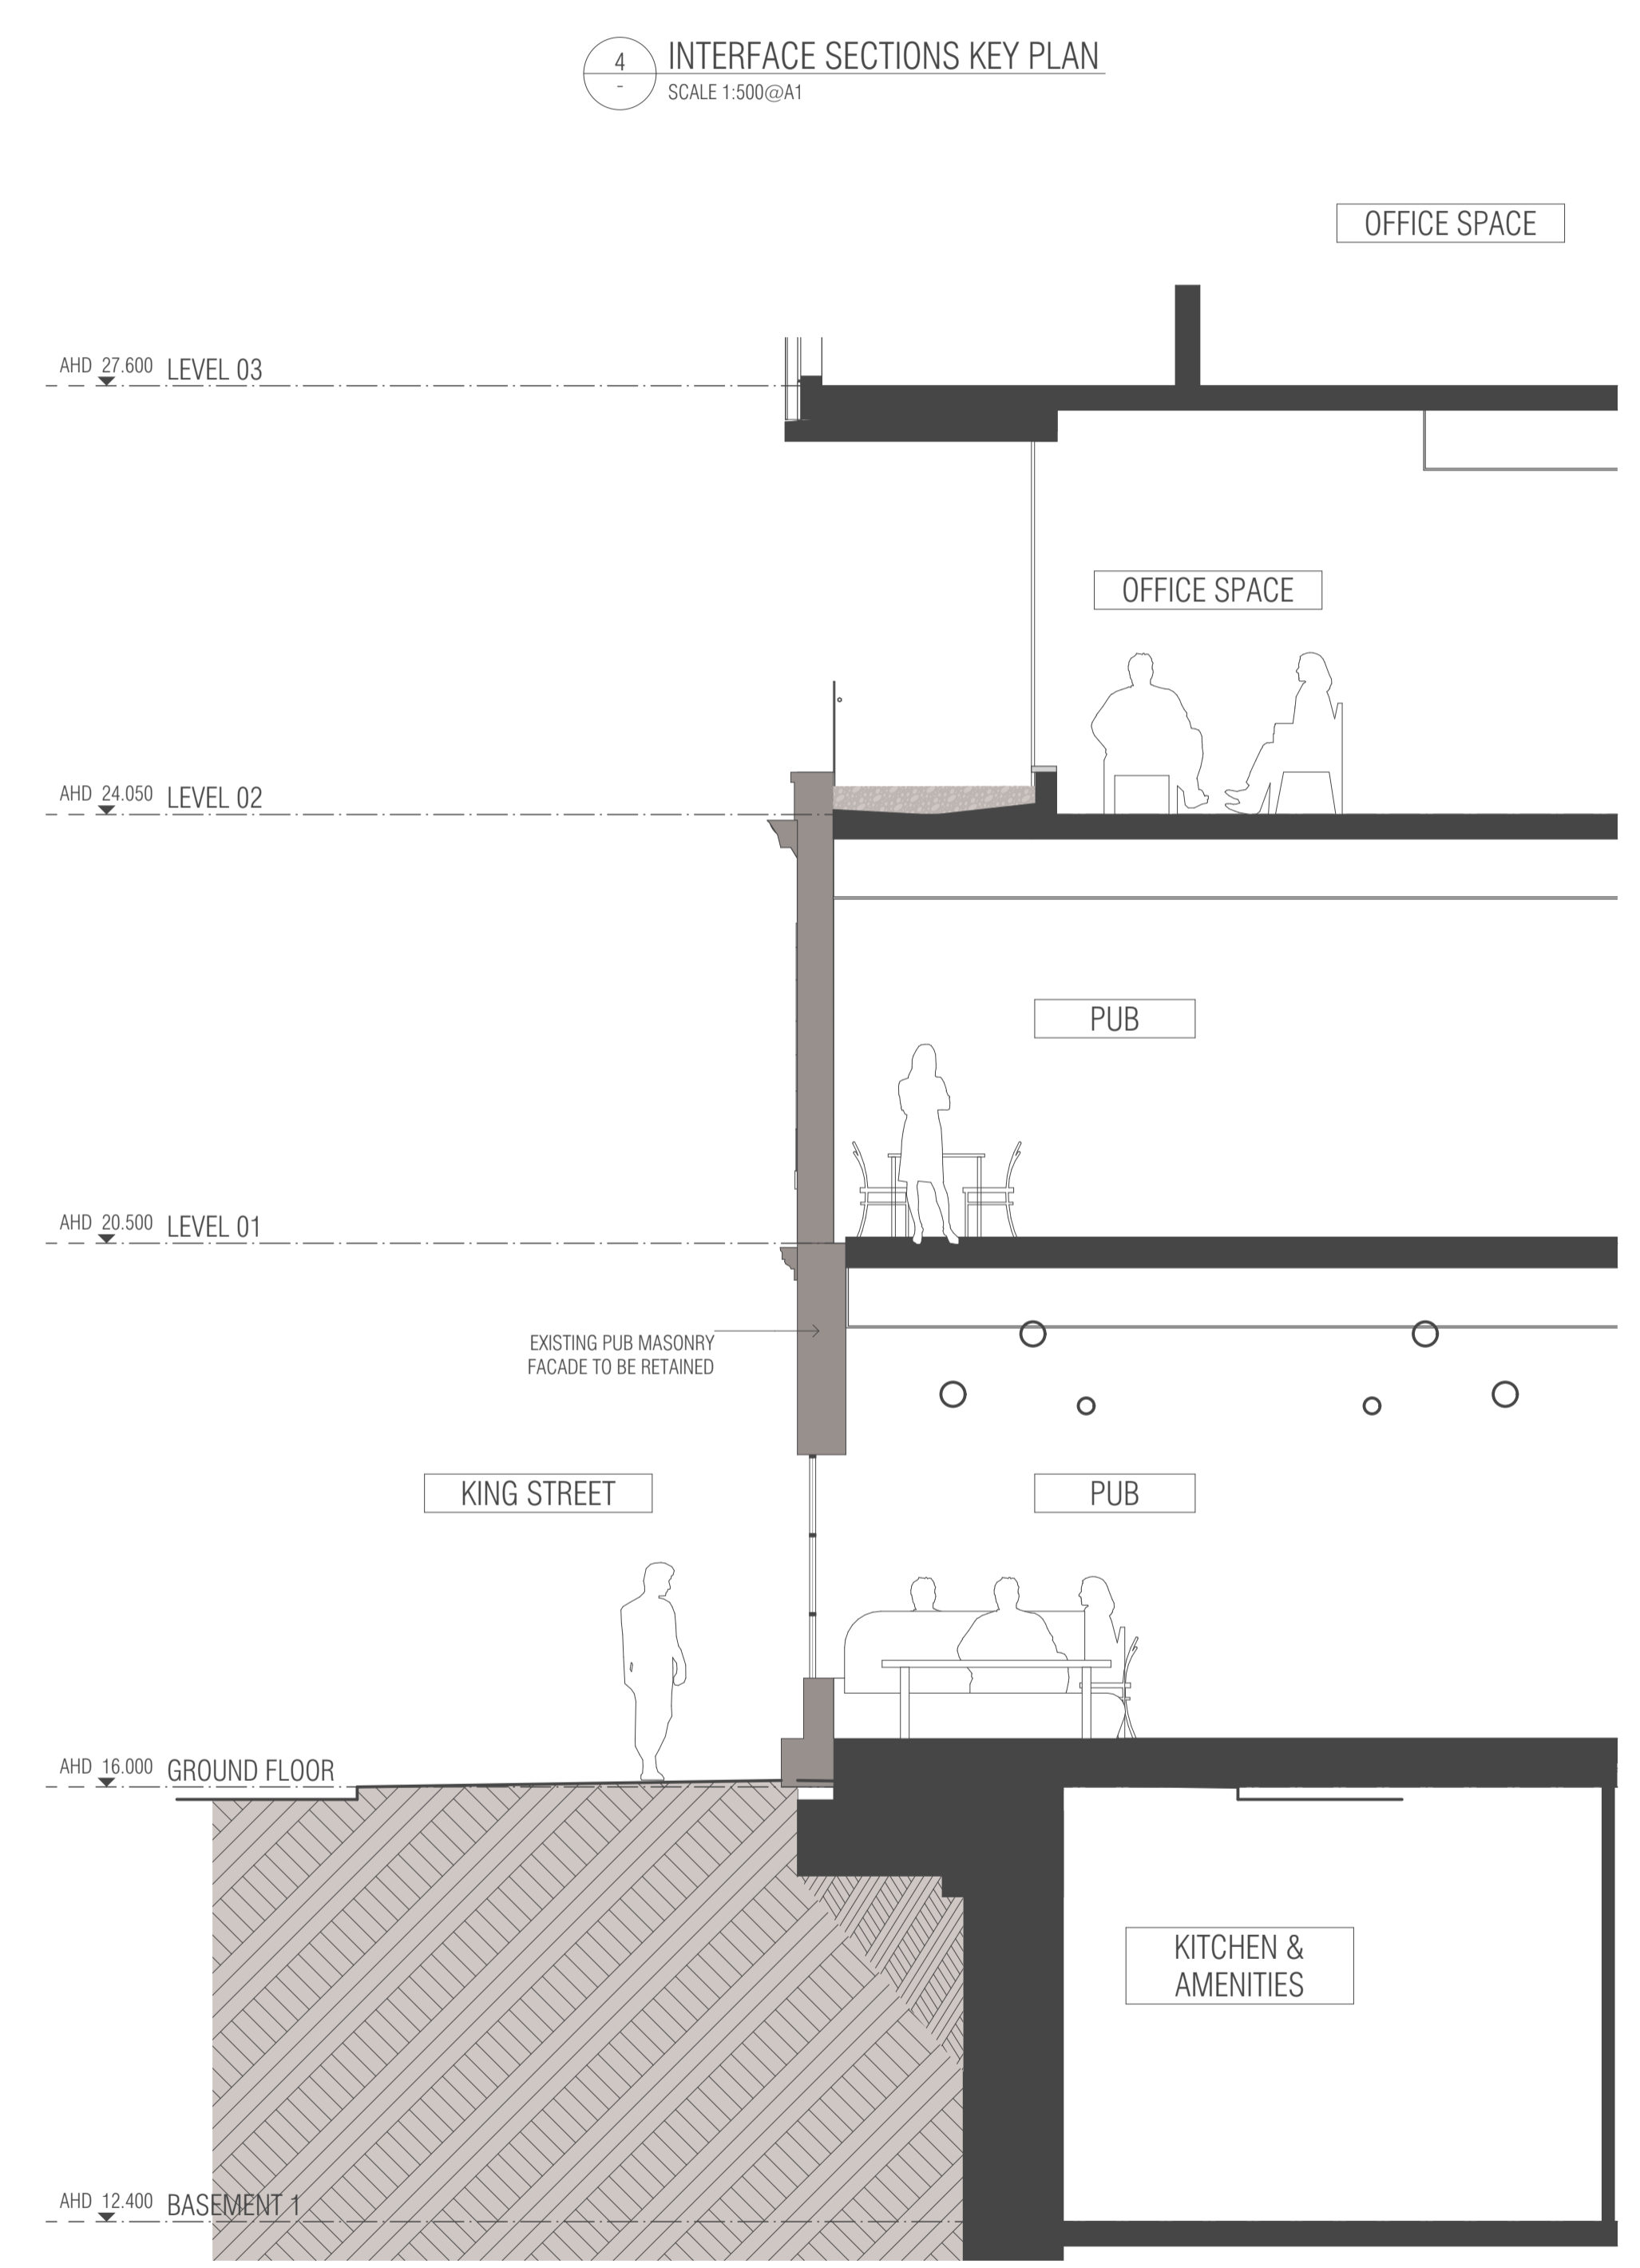 4
-
INTERFACE SECTIONS KEY PLAN
SCALE 1:500@A1
OFFICE SPACE
AHD 27.600 LEVEL 03
OFFICE SPACE
AHD 24.050 LEVEL 02
PUB
AHD 20.500 LEVEL 01
EXISTING PUB MASONRY
FACADE TO BE RETAINED
KING STREET
PUB
AHD 16.000 GROUND FLOOR
KITCHEN &
AMENITIES
AHD 12.400 BASEMENT 1